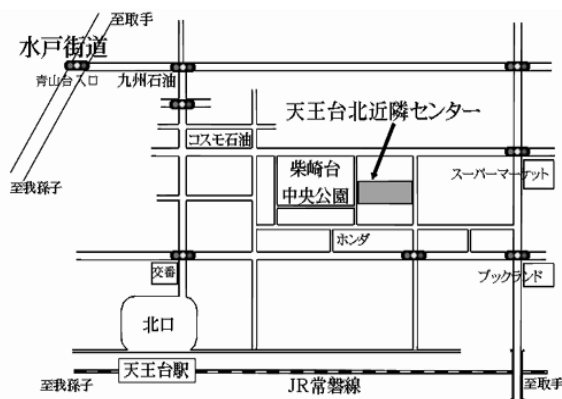 至取手
至取手
水戸街道
青山台入口
九州石油
天王台北近隣センター
コスモ石油
柴崎台
中央公園
スーパーマーケット
至我孫子
ホンダ
交番
ブックランド
北口
天王台駅
至我孫子
JR常磐線
至取手